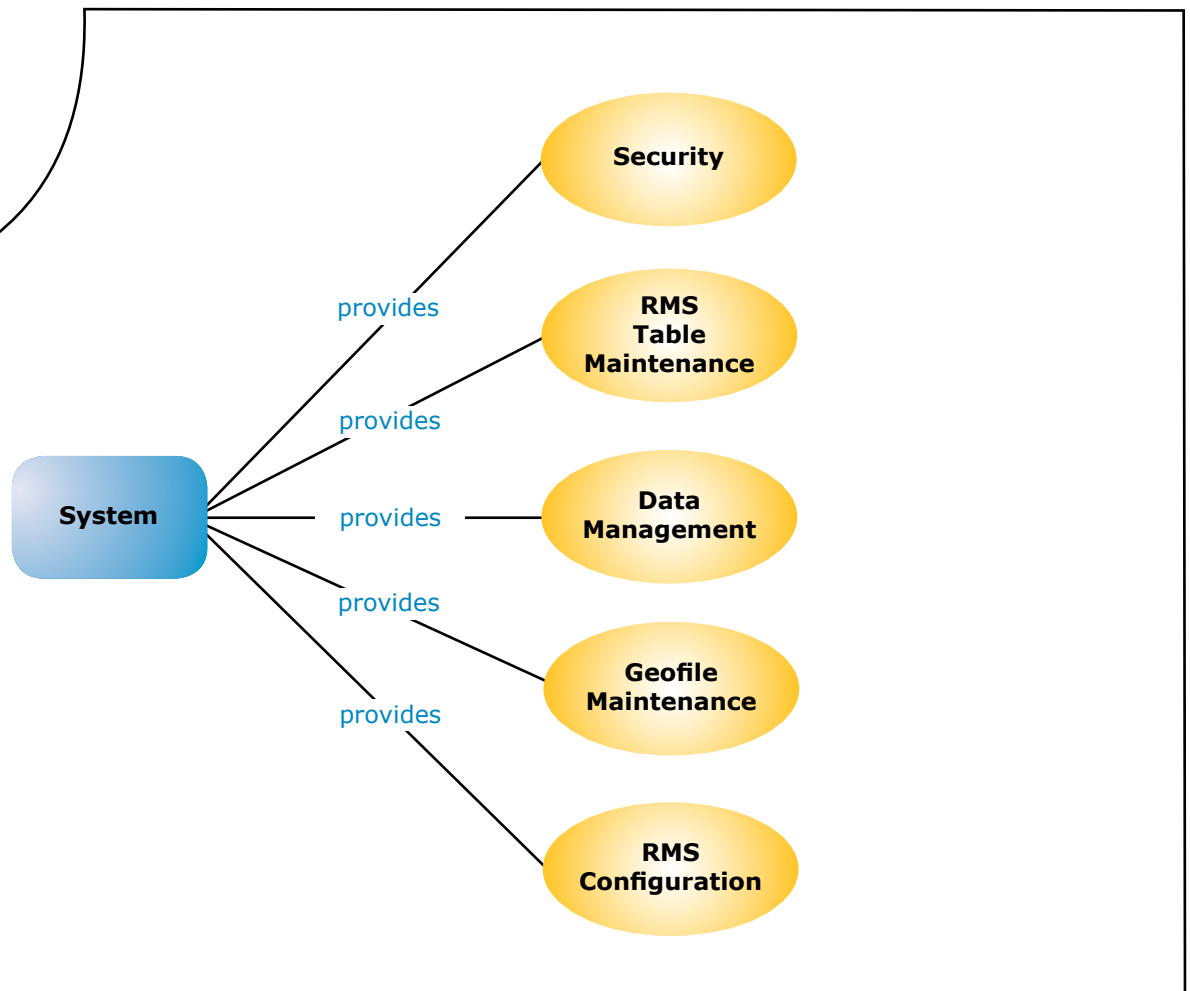 Security
provides
RMS
Table
Maintenance
provides
System
provides
Data
Management
provides
Geofile
Maintenance
provides
RMS
Configuration